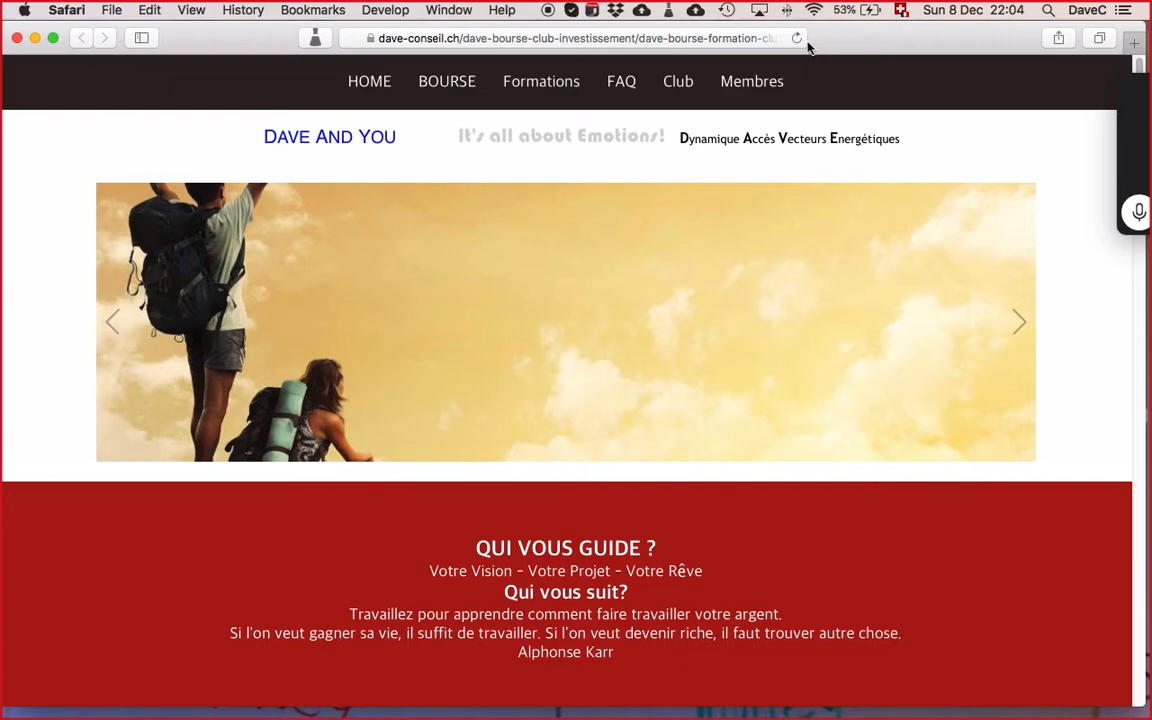 Safari File Edit View History Bookmarks Develop Window Help 53% Sun 8 Dec 22:04 DaveC
dave-conseil.ch/dave-bourse-club-investissement/dave-bourse-formation-clu
HOME BOURSE Formations FAQ Club Membres
DAVE AND YOU It's all about Emotions! Dynamique Accès Vecteurs Energétiques
QUI VOUS GUIDE ?
Votre Vision - Votre Projet - Votre Rêve
Qui vous suit?
Travaillez pour apprendre comment faire travailler votre argent.
Si l'on veut gagner sa vie, il suffit de travailler. Si l'on veut devenir riche, il faut trouver autre chose.
Alphonse Karr